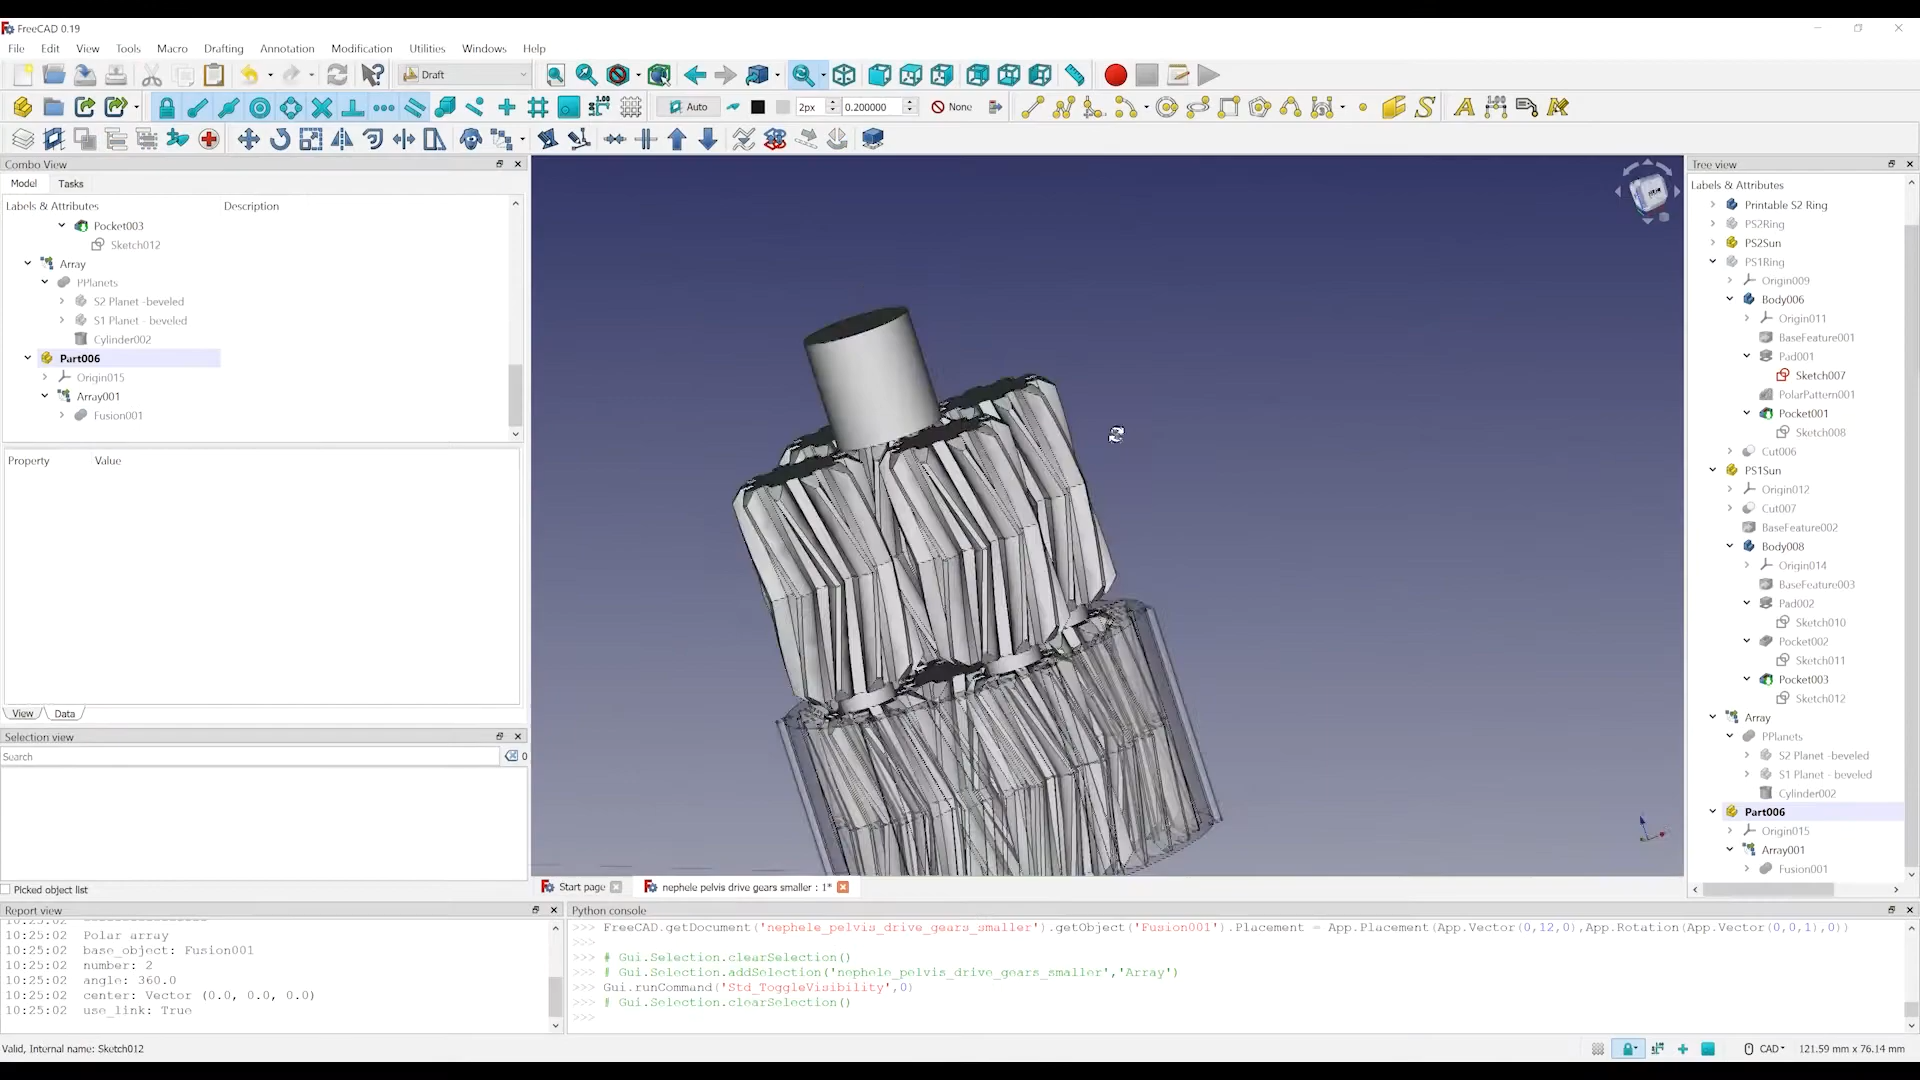 FreeCAD 0.19
File Edit View Tools Macro Drafting Annotation Modification Utilities Windows Help
Draft
Auto 2px 0.200000 None
Combo View
Model Tasks
Labels & Attributes Description
Pocket003
Sketch012
Array
PPlanets
S2 Planet -beveled
S1 Planet - beveled
Cylinder002
Part006
Origin015
Array001
Fusion001
Property Value
View Data
Selection view
Search
0
Picked object list
Report view
10:25:02
10:25:02 Polar array
10:25:02 base_object: Fusion001
10:25:02 number: 2
10:25:02 angle: 360.0
10:25:02 center: Vector (0.0, 0.0, 0.0)
10:25:02 use_link: True
Start page nephele pelvis drive gears smaller : 1*
Python console
>>> FreeCAD.getDocument('nephele_pelvis_drive_gears_smaller').getObject('Fusion001').Placement = App.Placement(App.Vector(0,12,0),App.Rotation(App.Vector(0,0,1),0))
>>>
>>> # Gui.Selection.clearSelection()
>>> # Gui.Selection.addSelection('nephele_pelvis_drive_gears_smaller','Array')
>>> Gui.runCommand('Std_ToggleVisibility',0)
>>> # Gui.Selection.clearSelection()
>>>
Tree view
Labels & Attributes
Printable S2 Ring
PS2Ring
PS2Sun
PS1Ring
Origin009
Body006
Origin011
BaseFeature001
Pad001
Sketch007
PolarPattern001
Pocket001
Sketch008
Cut006
PS1Sun
Origin012
Cut007
BaseFeature002
Body008
Origin014
BaseFeature003
Pad002
Sketch010
Pocket002
Sketch011
Pocket003
Sketch012
Array
PPlanets
S2 Planet -beveled
S1 Planet - beveled
Cylinder002
Part006
Origin015
Array001
Fusion001
Valid, Internal name: Sketch012
CAD 121.59 mm x 76.14 mm